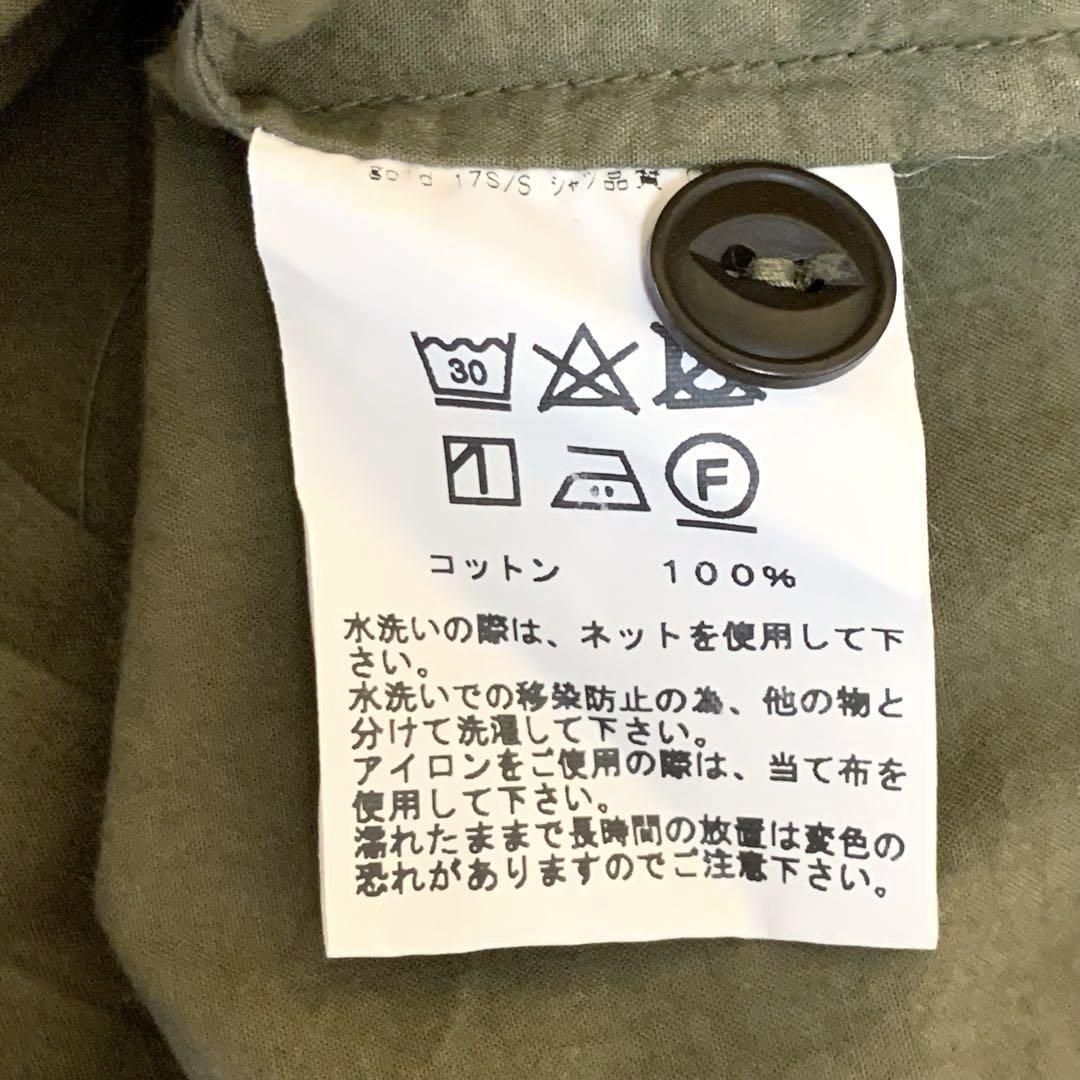 17S/S シャツ品質
30
F
コットン 100%
水洗いの際は、ネットを使用して下
さい。
水洗いでの移染防止の為、他の物と
分けて洗濯して下さい。
アイロンをご使用の際は、当て布を
使用して下さい。
濡れたままで長時間の放置は変色の
恐れがありますのでご注意下さい。